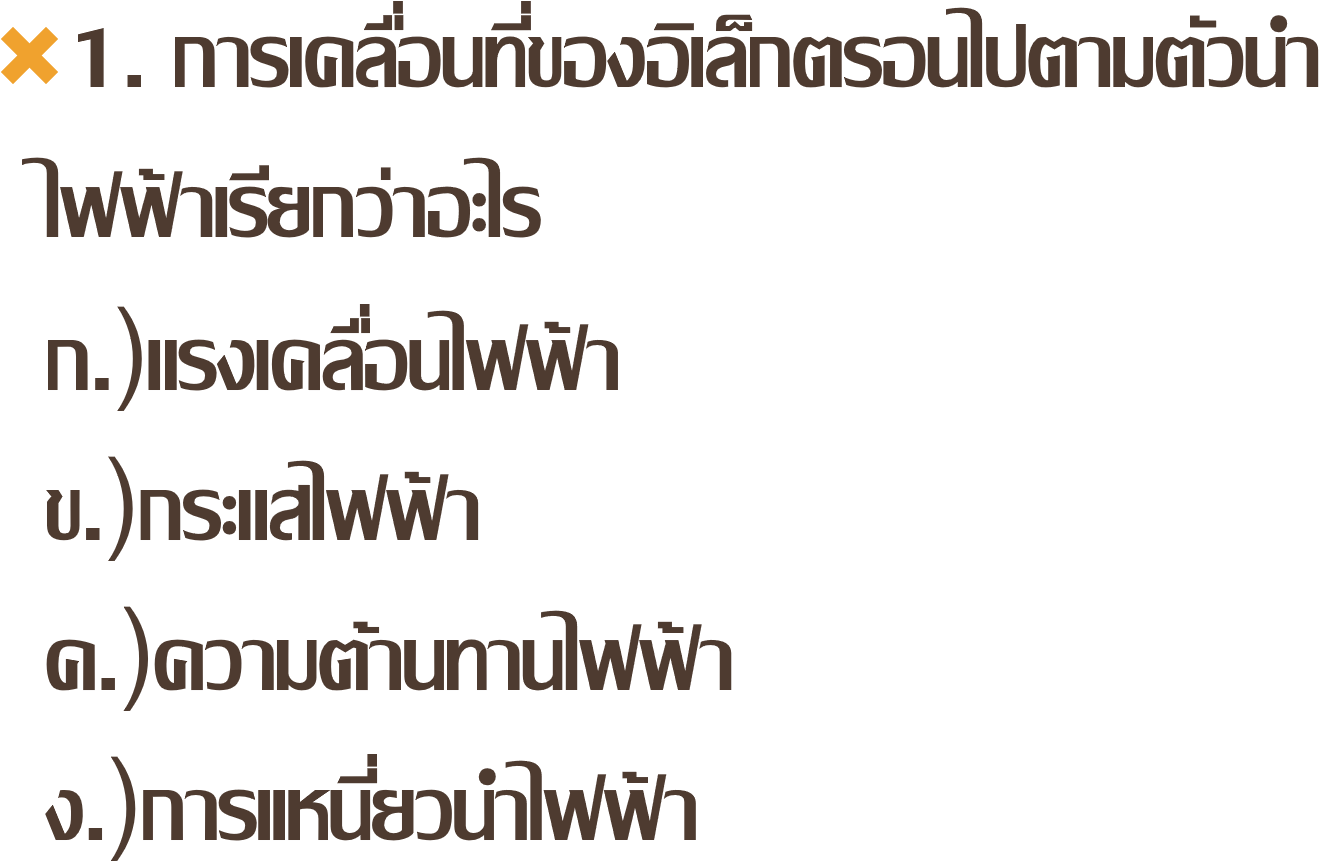 ✖1. การเคลื่อนที่ของอิเล็กตรอนไปตามตัวนำ
ไฟฟ้าเรียกว่าอะไร
ก.)แรงเคลื่อนไฟฟ้า
ข.)กระแสไฟฟ้า
ค.)ความต้านทานไฟฟ้า
ง.)การเหนี่ยวนำไฟฟ้า